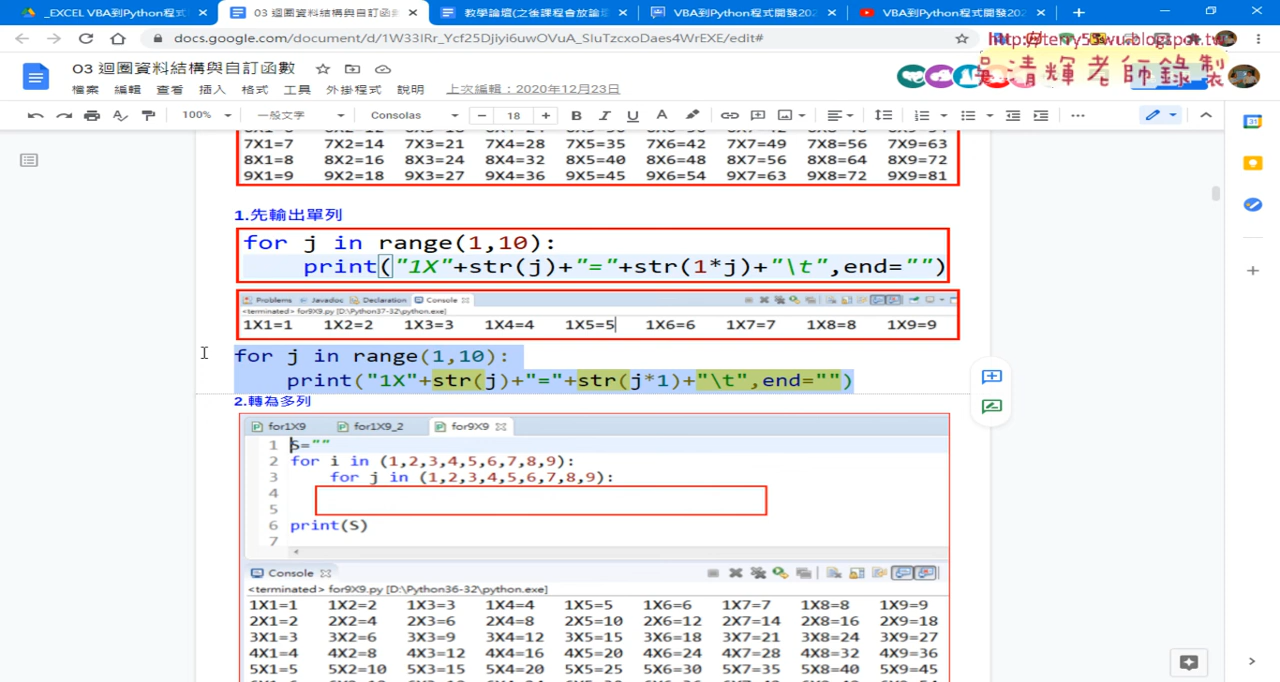 _EXCEL VBA到Python程式
03 迴圈資料結構與自訂函
教學論壇(之後課程會放論
VBA到Python程式開發202
VBA到Python程式開發202
docs.google.com/document/d/1W33lRr_Ycf25Djiyi6uwOVuA_SIuTzcxoDaes4WrEXE/edit#
http://terry55wu.blogspot.tw
吳清輝老師錄製
03 迴圈資料結構與自訂函數
檔案 編輯 查看 插入 格式 工具 外掛程式 說明 上次編輯：2020年12月23日
100% 一般文字 Consolas 18 B I U A
7X1=7 7X2=14 7X3=21 7X4=28 7X5=35 7X6=42 7X7=49 7X8=56 7X9=63
8X1=8 8X2=16 8X3=24 8X4=32 8X5=40 8X6=48 8X7=56 8X8=64 8X9=72
9X1=9 9X2=18 9X3=27 9X4=36 9X5=45 9X6=54 9X7=63 9X8=72 9X9=81
1.先輸出單列
for j in range(1,10):
print("1X"+str(j)+"="+str(1*j)+"\t",end="")
Problems Javadoc Declaration Console
<terminated> for9X9.py [D:\Python37-32\python.exe]
1X1=1 1X2=2 1X3=3 1X4=4 1X5=5 1X6=6 1X7=7 1X8=8 1X9=9
for j in range(1,10):
print("1X"+str(j)+"="+str(j*1)+"\t",end="")
2.轉為多列
for1X9 for1X9_2 for9X9
1 S=""
2 for i in (1,2,3,4,5,6,7,8,9):
3 for j in (1,2,3,4,5,6,7,8,9):
4
5
6 print(S)
7
Console
<terminated> for9X9.py [D:\Python36-32\python.exe]
1X1=1 1X2=2 1X3=3 1X4=4 1X5=5 1X6=6 1X7=7 1X8=8 1X9=9
2X1=2 2X2=4 2X3=6 2X4=8 2X5=10 2X6=12 2X7=14 2X8=16 2X9=18
3X1=3 3X2=6 3X3=9 3X4=12 3X5=15 3X6=18 3X7=21 3X8=24 3X9=27
4X1=4 4X2=8 4X3=12 4X4=16 4X5=20 4X6=24 4X7=28 4X8=32 4X9=36
5X1=5 5X2=10 5X3=15 5X4=20 5X5=25 5X6=30 5X7=35 5X8=40 5X9=45